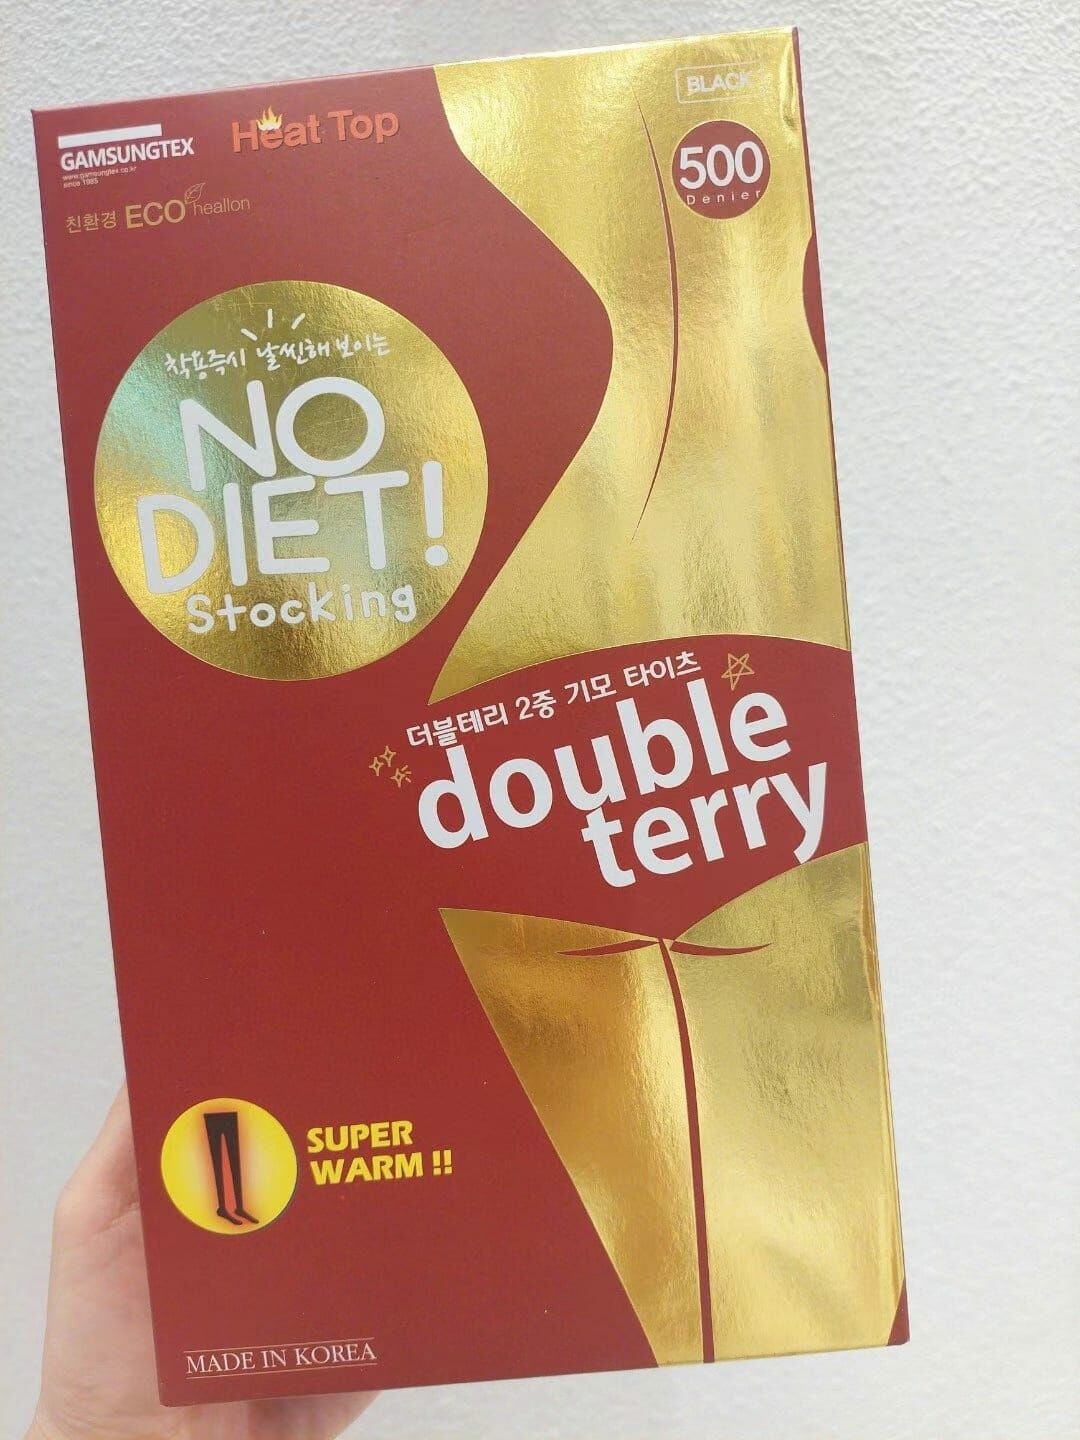 GAMSUNGTEX
www.gamsungtex.co.kr
since 1985
Heat Top
친환경 ECO heallon
BLACK
500
Denier
착용즉시 날씬해 보이는
NO
DIET!
Stocking
더블테리 2중 기모 타이츠
double
terry
SUPER
WARM !!
MADE IN KOREA